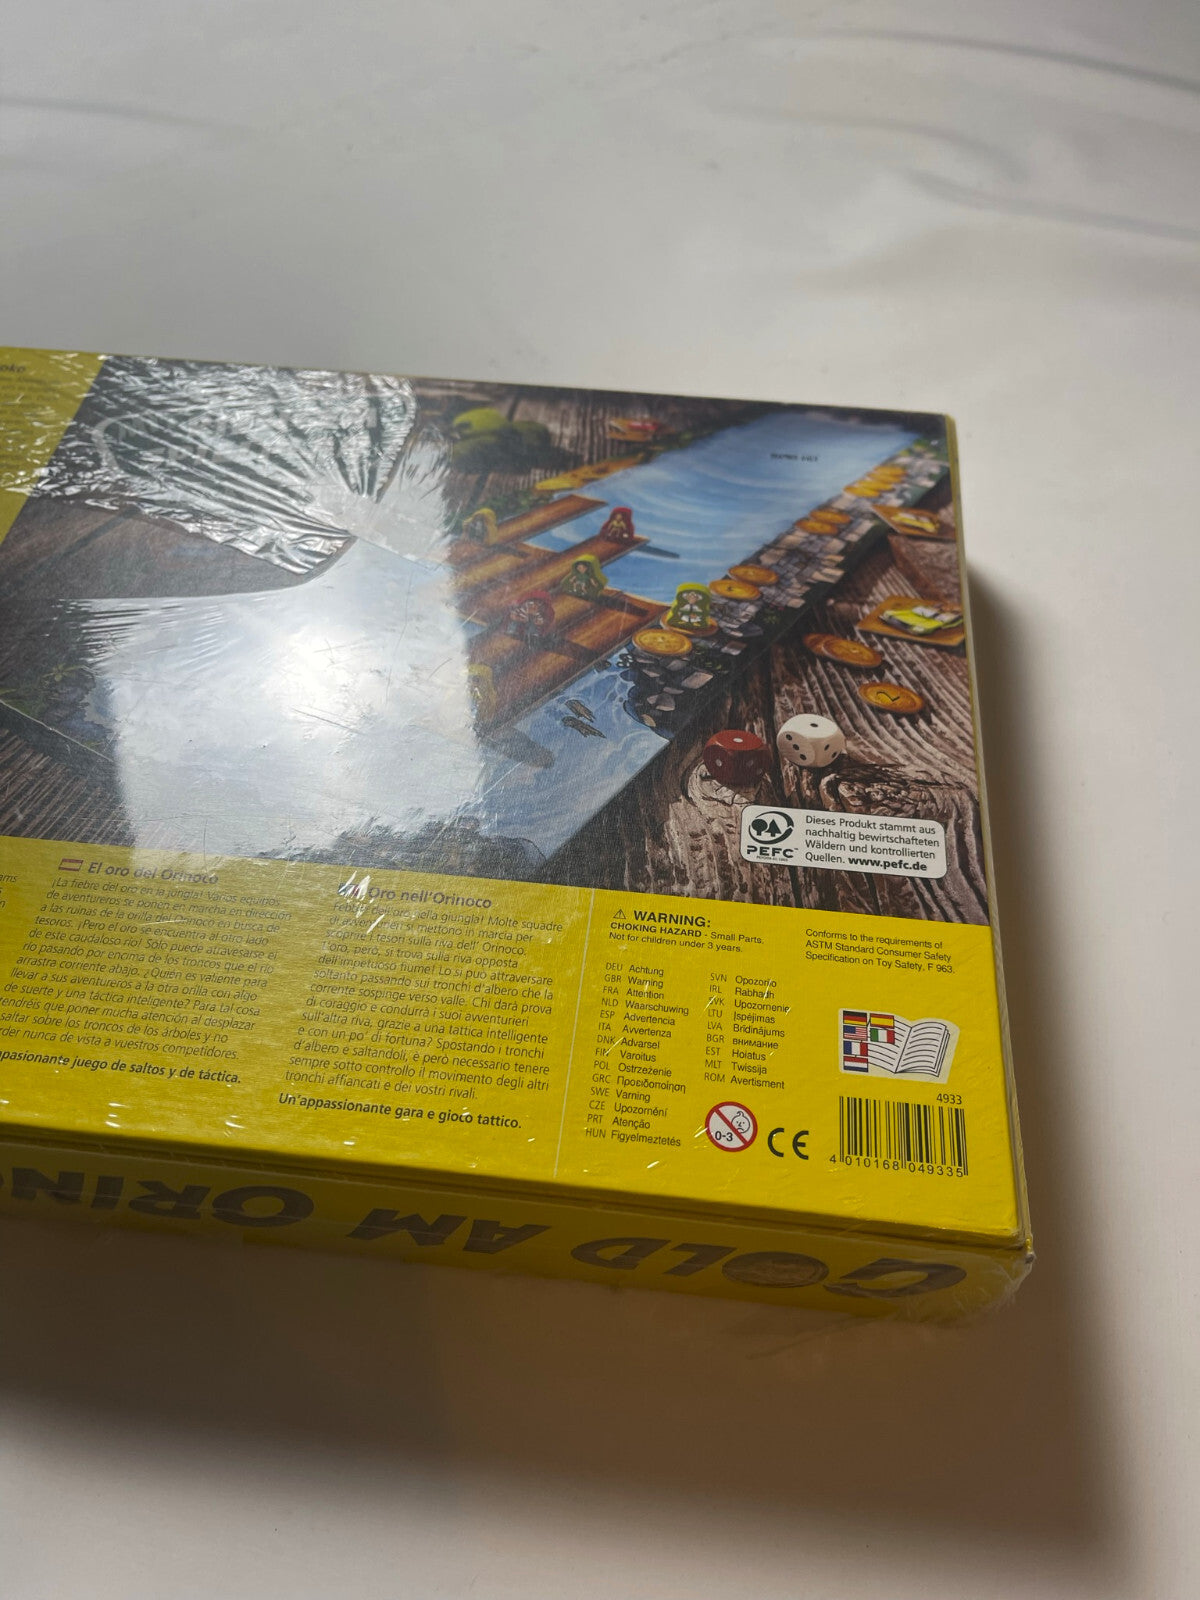 Dieses Produkt stammt aus
nachhaltig bewirtschafteten
Wäldern und kontrollierten
Quellen. www.pefc.de
PEFC
El oro del Orinoco
¡La fiebre del oro en la jungla! Varios equipos
de aventureros se ponen en marcha en dirección
a las ruinas de la orilla del Orinoco en busca de
tesoros. ¡Pero el oro se encuentra al otro lado
de este caudaloso río! Sólo puede atravesarse el
río pasando por encima de los troncos que el río
arrastra corriente abajo. ¿Quién es valiente para
llevar a sus aventureros a la otra orilla con algo
de suerte y una táctica inteligente? Para tal cosa
que poner mucha atención al desplazar
saltar sobre los troncos de los árboles y no
nunca de vista a vuestros competidores.
juego de saltos y de táctica.
Oro nell'Orinoco
Febbre dell'oro nella giungla! Molte squadre
di avventurieri si mettono in marcia per
scoprire i tesori sulla riva dell' Orinoco.
L'oro, però, si trova sulla riva opposta
dell'impetuoso fiume! Lo si può attraversare
soltanto passando sui tronchi d'albero che la
corrente sospinge verso valle. Chi darà prova
di coraggio e condurrà i suoi avventurieri
sull'altra riva, grazie a una tattica intelligente
e con un po' di fortuna? Spostando i tronchi
d'albero e saltandoli, è però necessario tenere
sempre sotto controllo il movimento degli altri
tronchi affiancati e dei vostri rivali.
Un'appassionante gara e gioco tattico.
WARNING:
CHOKING HAZARD - Small Parts.
Not for children under 3 years.
Conforms to the requirements of
ASTM Standard Consumer Safety
Specification on Toy Safety, F 963.
DEU Achtung
GBR Warning
FRA Attention
NLD Waarschuwing
ESP Advertencia
ITA Avvertenza
DNK Advarsel
FIN Varoitus
POL Ostrzeżenie
GRC Προειδοποίηση
SWE Varning
CZE Upozornění
PRT Atenção
HUN Figyelmeztetés
SVN Opozorilo
IRL Rabhadh
SVK Upozornenie
LTU Įspėjimas
LVA Brīdinājums
BGR внимание
EST Hoiatus
MLT Twissija
ROM Avertisment
0-3
CE
4933
4 010168 049335
GOLD AM ORINO